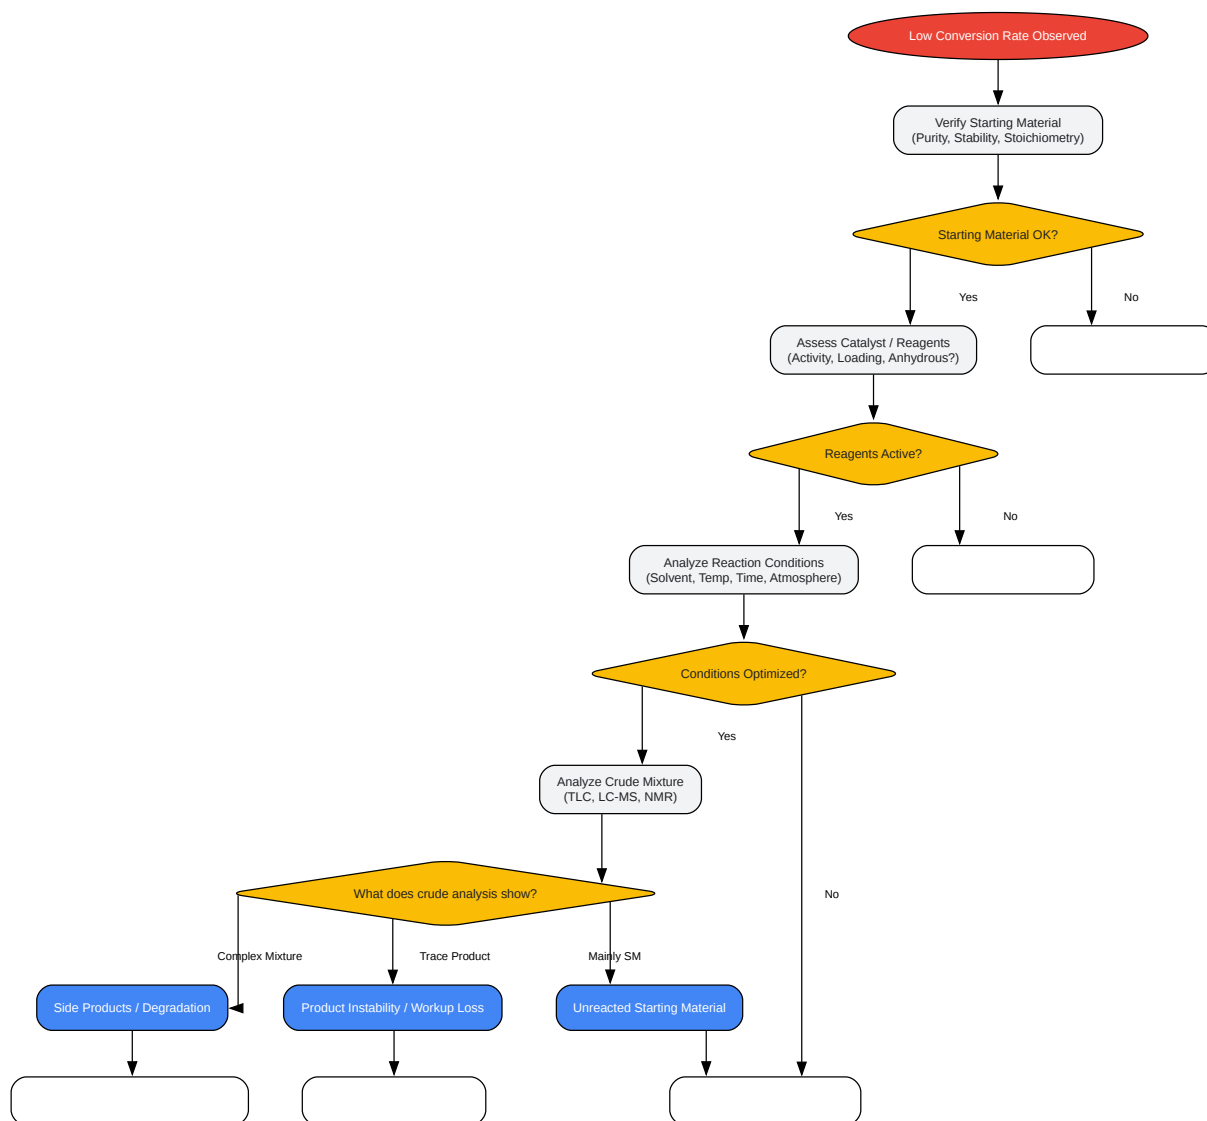 Low Conversion Rate Observed
Verify Starting Material
(Purity, Stability, Stoichiometry)
Starting Material OK?
Yes
No
Assess Catalyst / Reagents
(Activity, Loading, Anhydrous?)
Reagents Active?
Yes
No
Analyze Reaction Conditions
(Solvent, Temp, Time, Atmosphere)
Conditions Optimized?
Yes
Analyze Crude Mixture
(TLC, LC-MS, NMR)
What does crude analysis show?
No
Complex Mixture
Trace Product
Mainly SM
Side Products / Degradation
Product Instability / Workup Loss
Unreacted Starting Material